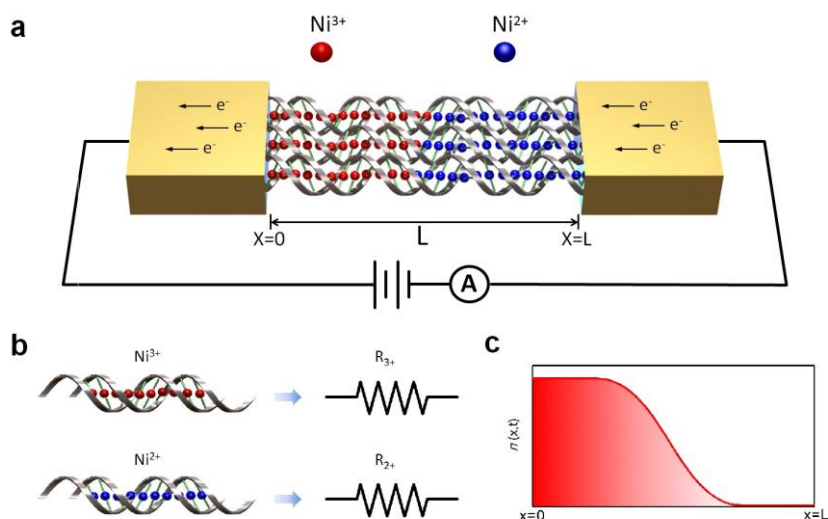 a
Ni³⁺ Ni²⁺
e⁻ e⁻
e⁻ e⁻
e⁻ e⁻
X=0 L X=L
A
b
Ni³⁺ R₃₊
Ni²⁺ R₂₊
c
n (x,t)
x=0 x=L